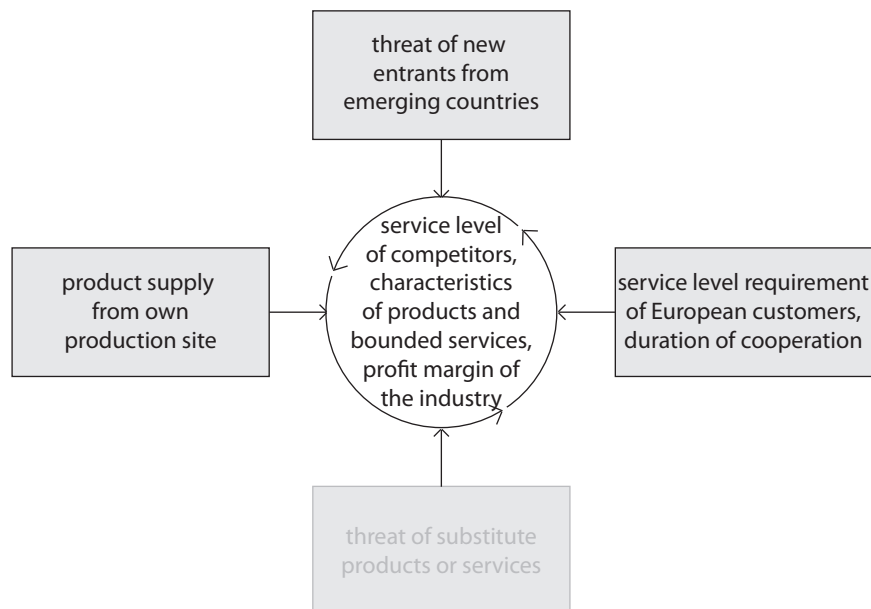 threat of new
entrants from
emerging countries
service level
of competitors,
characteristics
of products and
bounded services,
profit margin of
the industry
product supply
from own
production site
service level requirement
of European customers,
duration of cooperation
threat of substitute
products or services